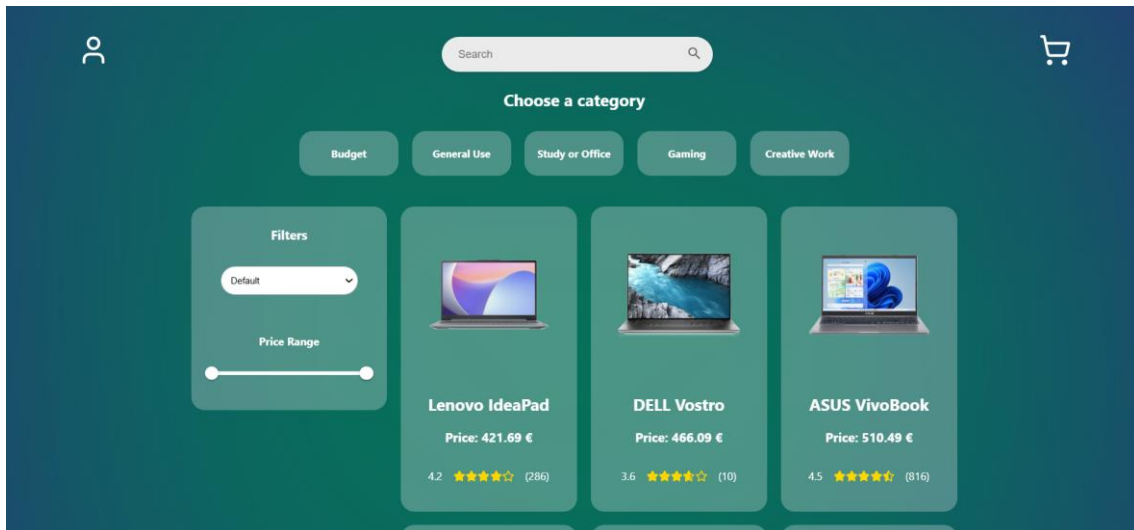 Search
Choose a category
Budget
General Use
Study or Office
Gaming
Creative Work
Filters
Default
Price Range
Lenovo IdeaPad
Price: 421.69 €
4.2 (286)
DELL Vostro
Price: 466.09 €
3.6 (10)
ASUS VivoBook
Price: 510.49 €
4.5 (816)